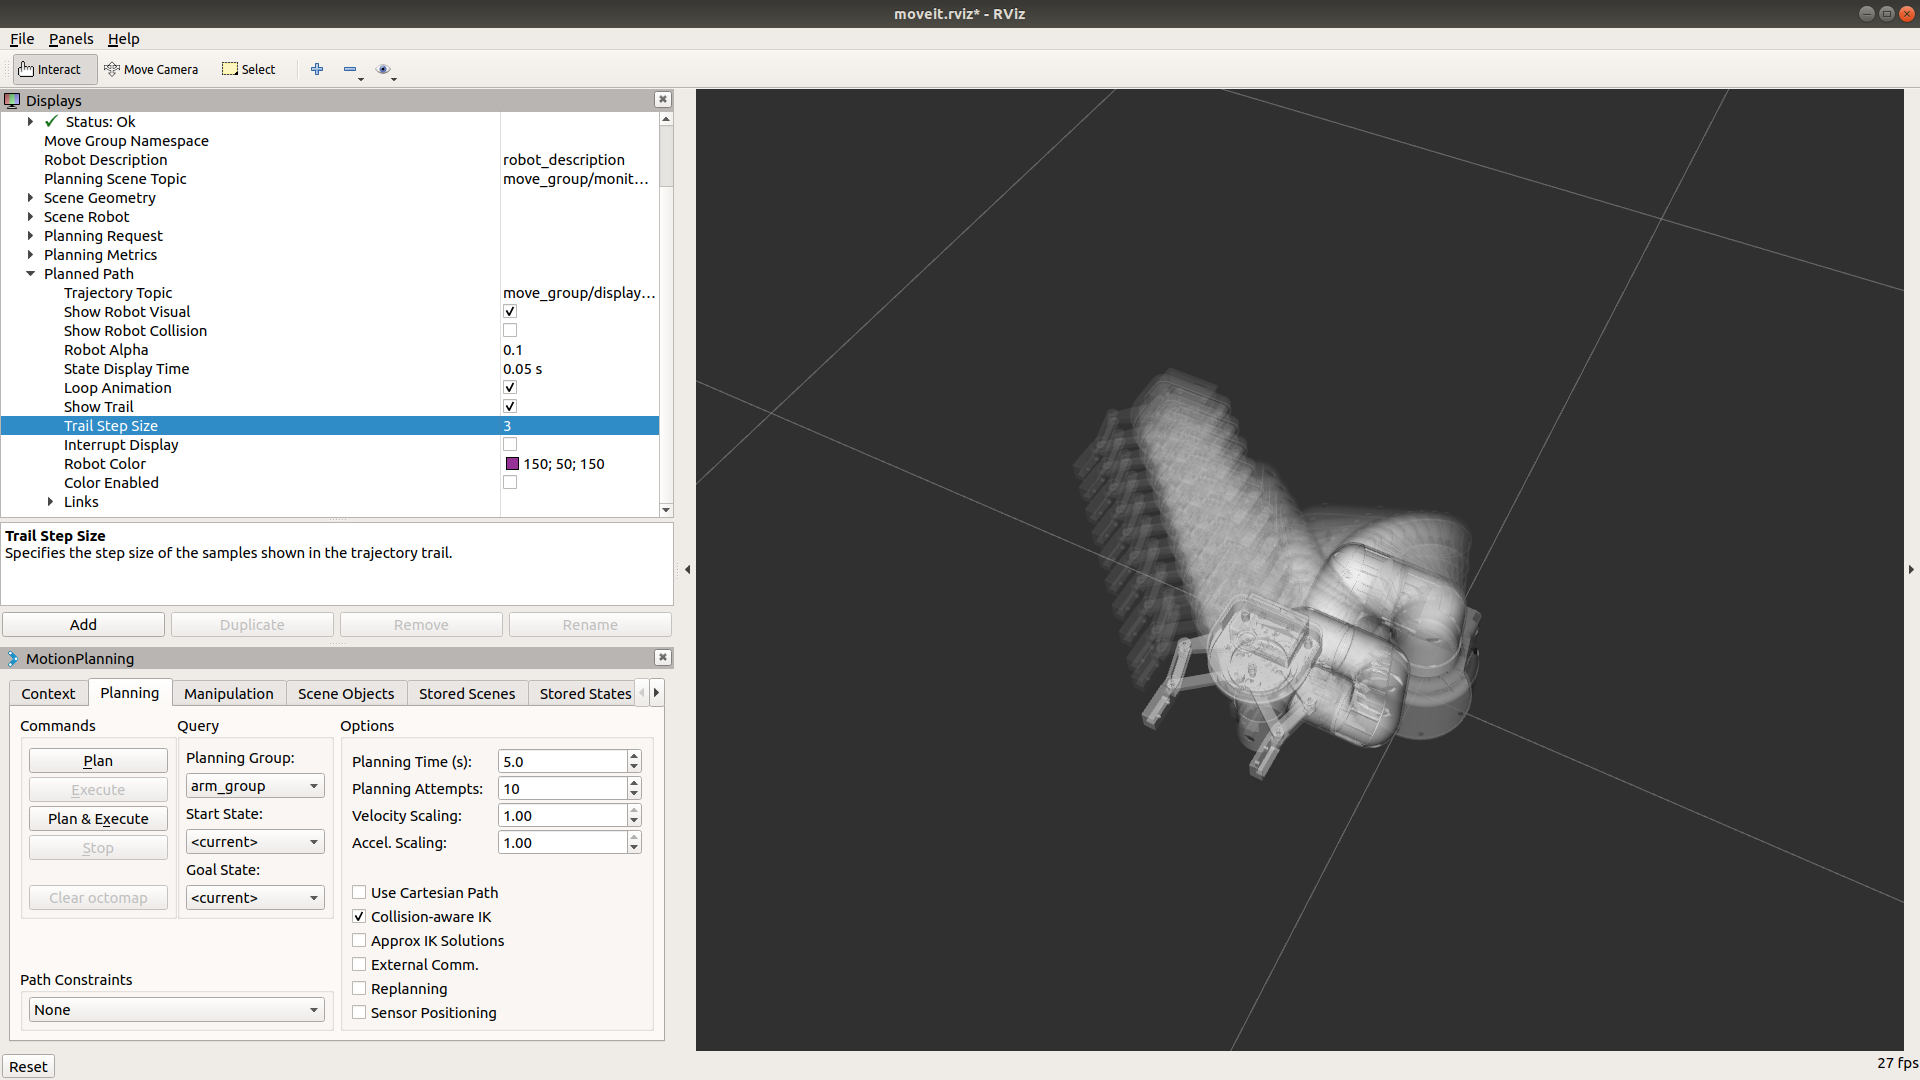 moveit.rviz* - RViz
File Panels Help
Interact Move Camera Select
Displays
Status: Ok
Move Group Namespace
Robot Description robot_description
Planning Scene Topic move_group/monit...
Scene Geometry
Scene Robot
Planning Request
Planning Metrics
Planned Path
Trajectory Topic move_group/display...
Show Robot Visual
Show Robot Collision
Robot Alpha 0.1
State Display Time 0.05 s
Loop Animation
Show Trail
Trail Step Size 3
Interrupt Display
Robot Color 150; 50; 150
Color Enabled
Links
Trail Step Size
Specifies the step size of the samples shown in the trajectory trail.
Add Duplicate Remove Rename
MotionPlanning
Context Planning Manipulation Scene Objects Stored Scenes Stored States
Commands Query Options
Plan
Execute
Plan & Execute
Stop
Clear octomap
Planning Group:
arm_group
Start State:
<current>
Goal State:
<current>
Path Constraints
None
Planning Time (s): 5.0
Planning Attempts: 10
Velocity Scaling: 1.00
Accel. Scaling: 1.00
Use Cartesian Path
Collision-aware IK
Approx IK Solutions
External Comm.
Replanning
Sensor Positioning
Reset
27 fps